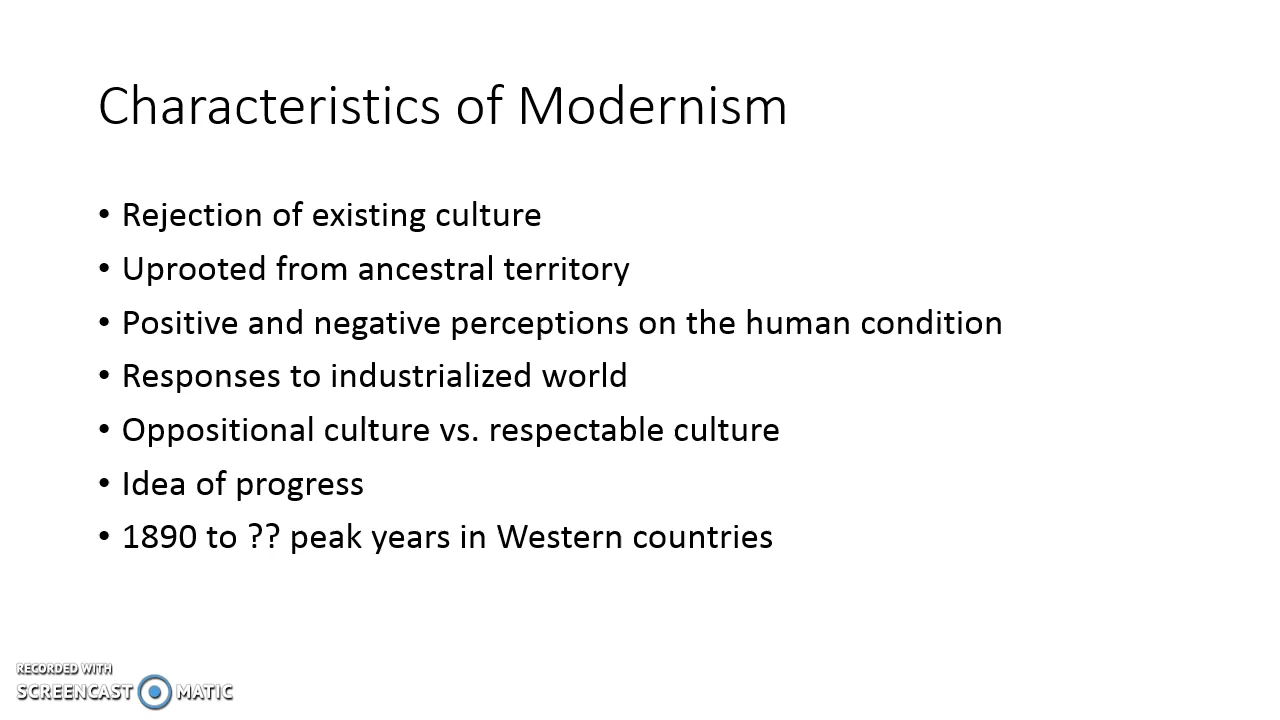 Characteristics of Modernism
• Rejection of existing culture
• Uprooted from ancestral territory
• Positive and negative perceptions on the human condition
• Responses to industrialized world
• Oppositional culture vs. respectable culture
• Idea of progress
• 1890 to ?? peak years in Western countries
RECORDED WITH
SCREENCAST MATIC